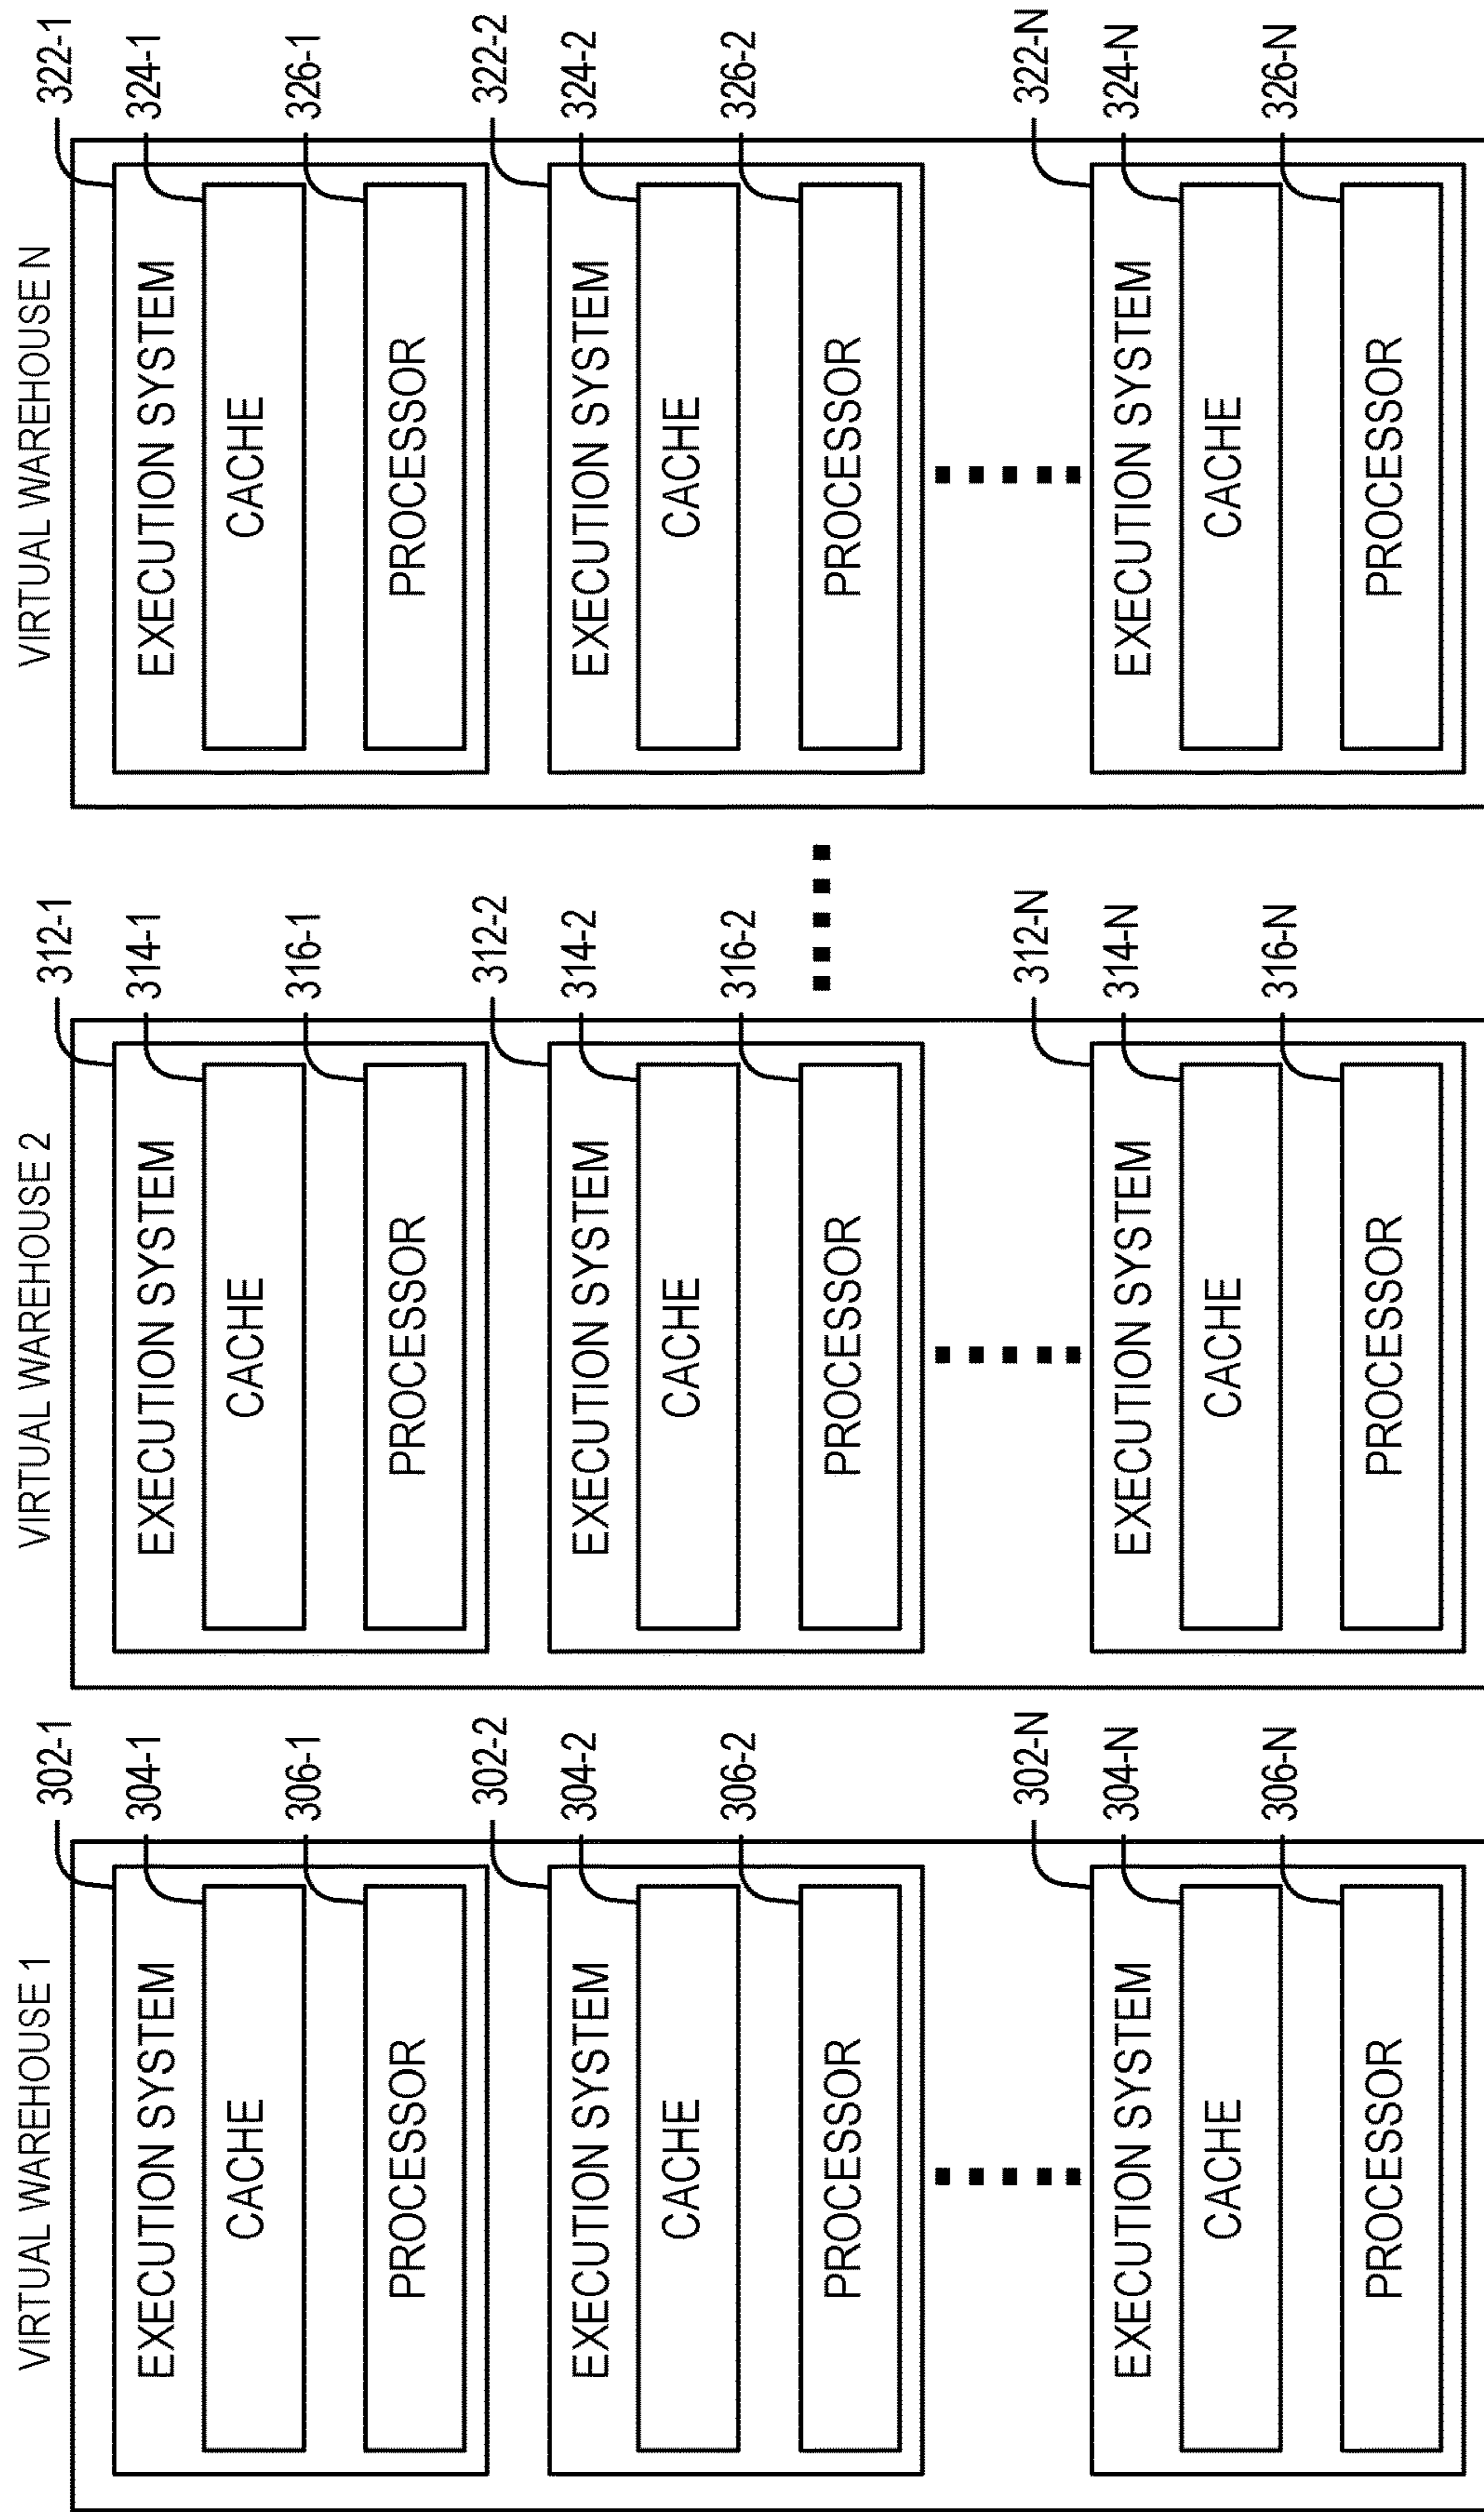 VIRTUAL WAREHOUSE 1
302-1
EXECUTION SYSTEM
304-1
CACHE
306-1
PROCESSOR
302-2
EXECUTION SYSTEM
304-2
CACHE
306-2
PROCESSOR
302-N
EXECUTION SYSTEM
304-N
CACHE
306-N
PROCESSOR
VIRTUAL WAREHOUSE 2
312-1
EXECUTION SYSTEM
314-1
CACHE
316-1
PROCESSOR
312-2
EXECUTION SYSTEM
314-2
CACHE
316-2
PROCESSOR
312-N
EXECUTION SYSTEM
314-N
CACHE
316-N
PROCESSOR
VIRTUAL WAREHOUSE N
322-1
EXECUTION SYSTEM
324-1
CACHE
326-1
PROCESSOR
322-2
EXECUTION SYSTEM
324-2
CACHE
326-2
PROCESSOR
322-N
EXECUTION SYSTEM
324-N
CACHE
326-N
PROCESSOR